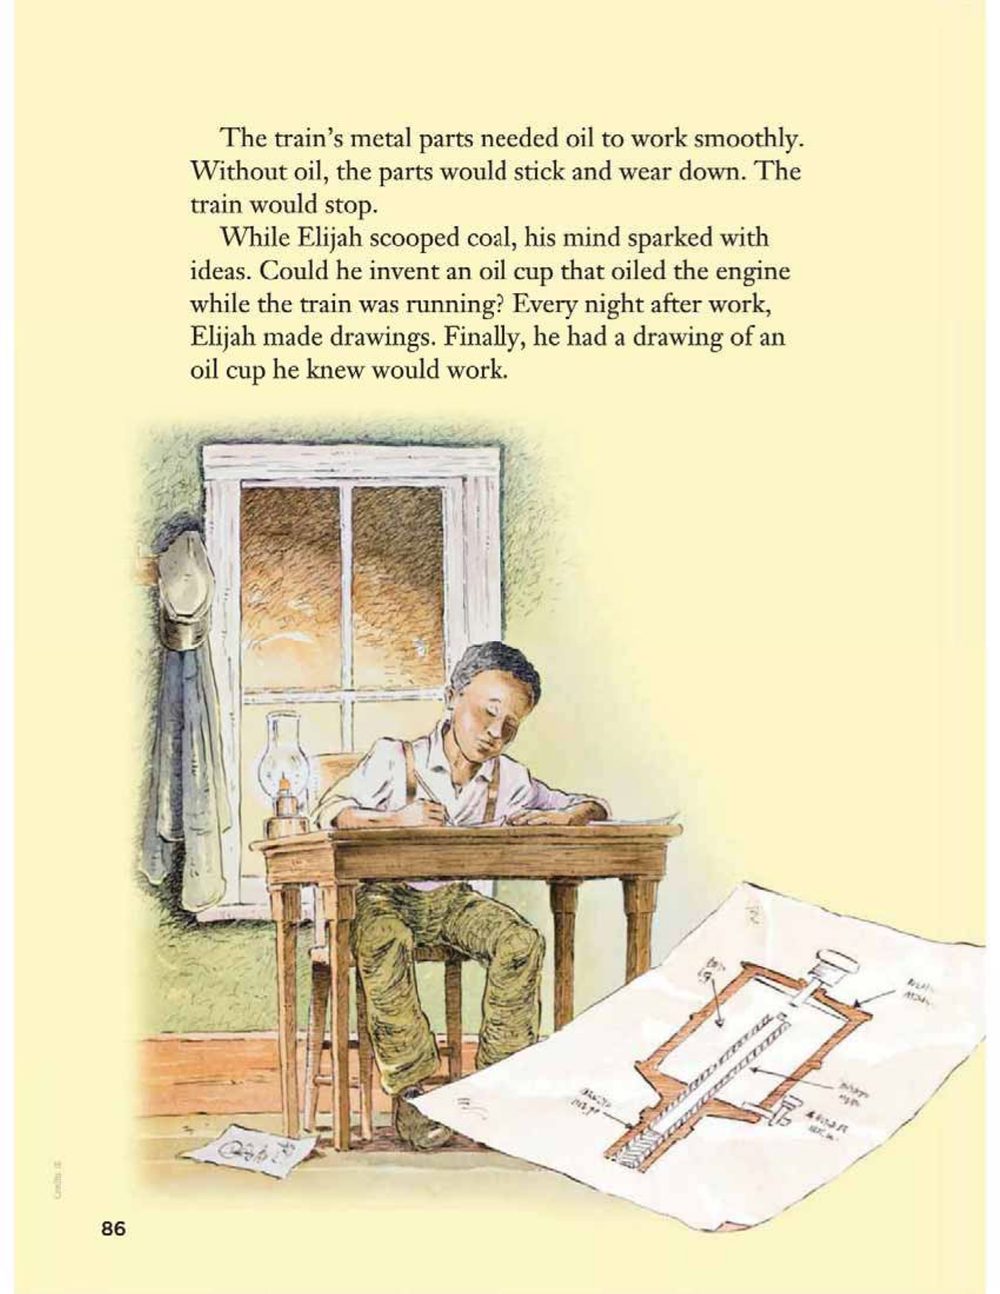 The train’s metal parts needed oil to work smoothly.
Without oil, the parts would stick and wear down. The
train would stop.
While Elijah scooped coal, his mind sparked with
ideas. Could he invent an oil cup that oiled the engine
while the train was running? Every night after work,
Elijah made drawings. Finally, he had a drawing of an
oil cup he knew would work.
86